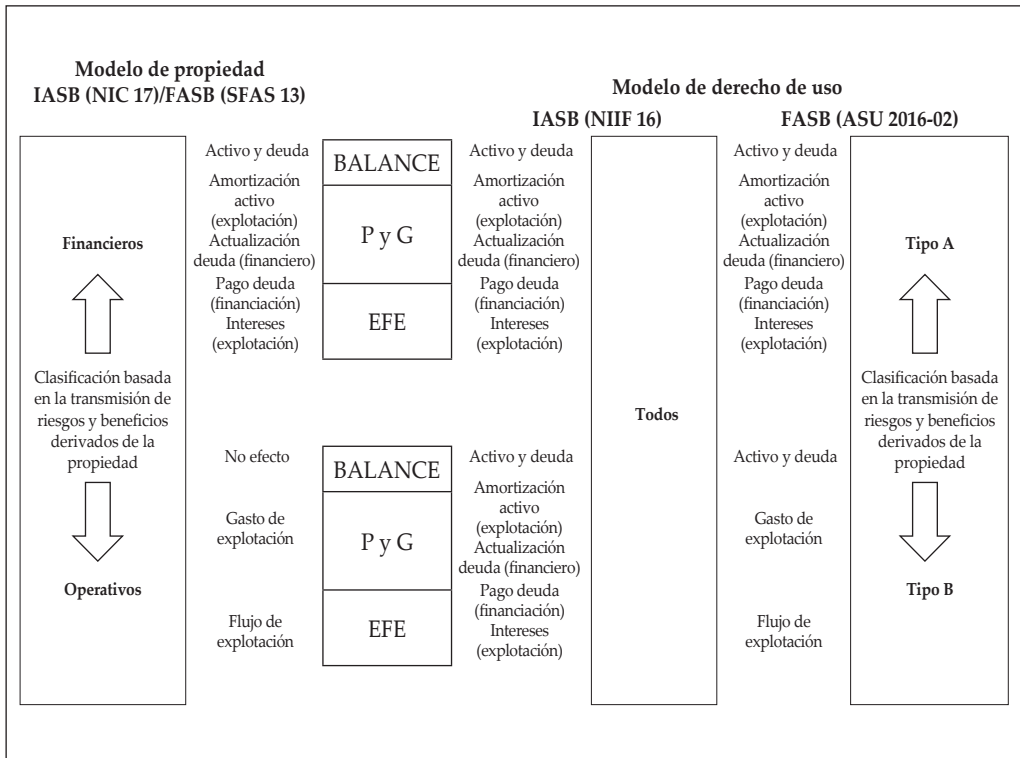 Modelo de propiedad
IASB (NIC 17)/FASB (SFAS 13)
Modelo de derecho de uso
IASB (NIIF 16)
FASB (ASU 2016-02)
Financieros
Clasificación basada
en la transmisión de
riesgos y beneficios
derivados de la
propiedad
Operativos
Activo y deuda
Amortización
activo
(explotación)
Actualización
deuda (financiero)
Pago deuda
(financiación)
Intereses
(explotación)
BALANCE
P y G
EFE
Activo y deuda
Amortización
activo
(explotación)
Actualización
deuda (financiero)
Pago deuda
(financiación)
Intereses
(explotación)
No efecto
Gasto de
explotación
Flujo de
explotación
BALANCE
P y G
EFE
Activo y deuda
Amortización
activo
(explotación)
Actualización
deuda (financiero)
Pago deuda
(financiación)
Intereses
(explotación)
Todos
Activo y deuda
Amortización
activo
(explotación)
Actualización
deuda (financiero)
Pago deuda
(financiación)
Intereses
(explotación)
Activo y deuda
Gasto de
explotación
Flujo de
explotación
Tipo A
Clasificación basada
en la transmisión de
riesgos y beneficios
derivados de la
propiedad
Tipo B